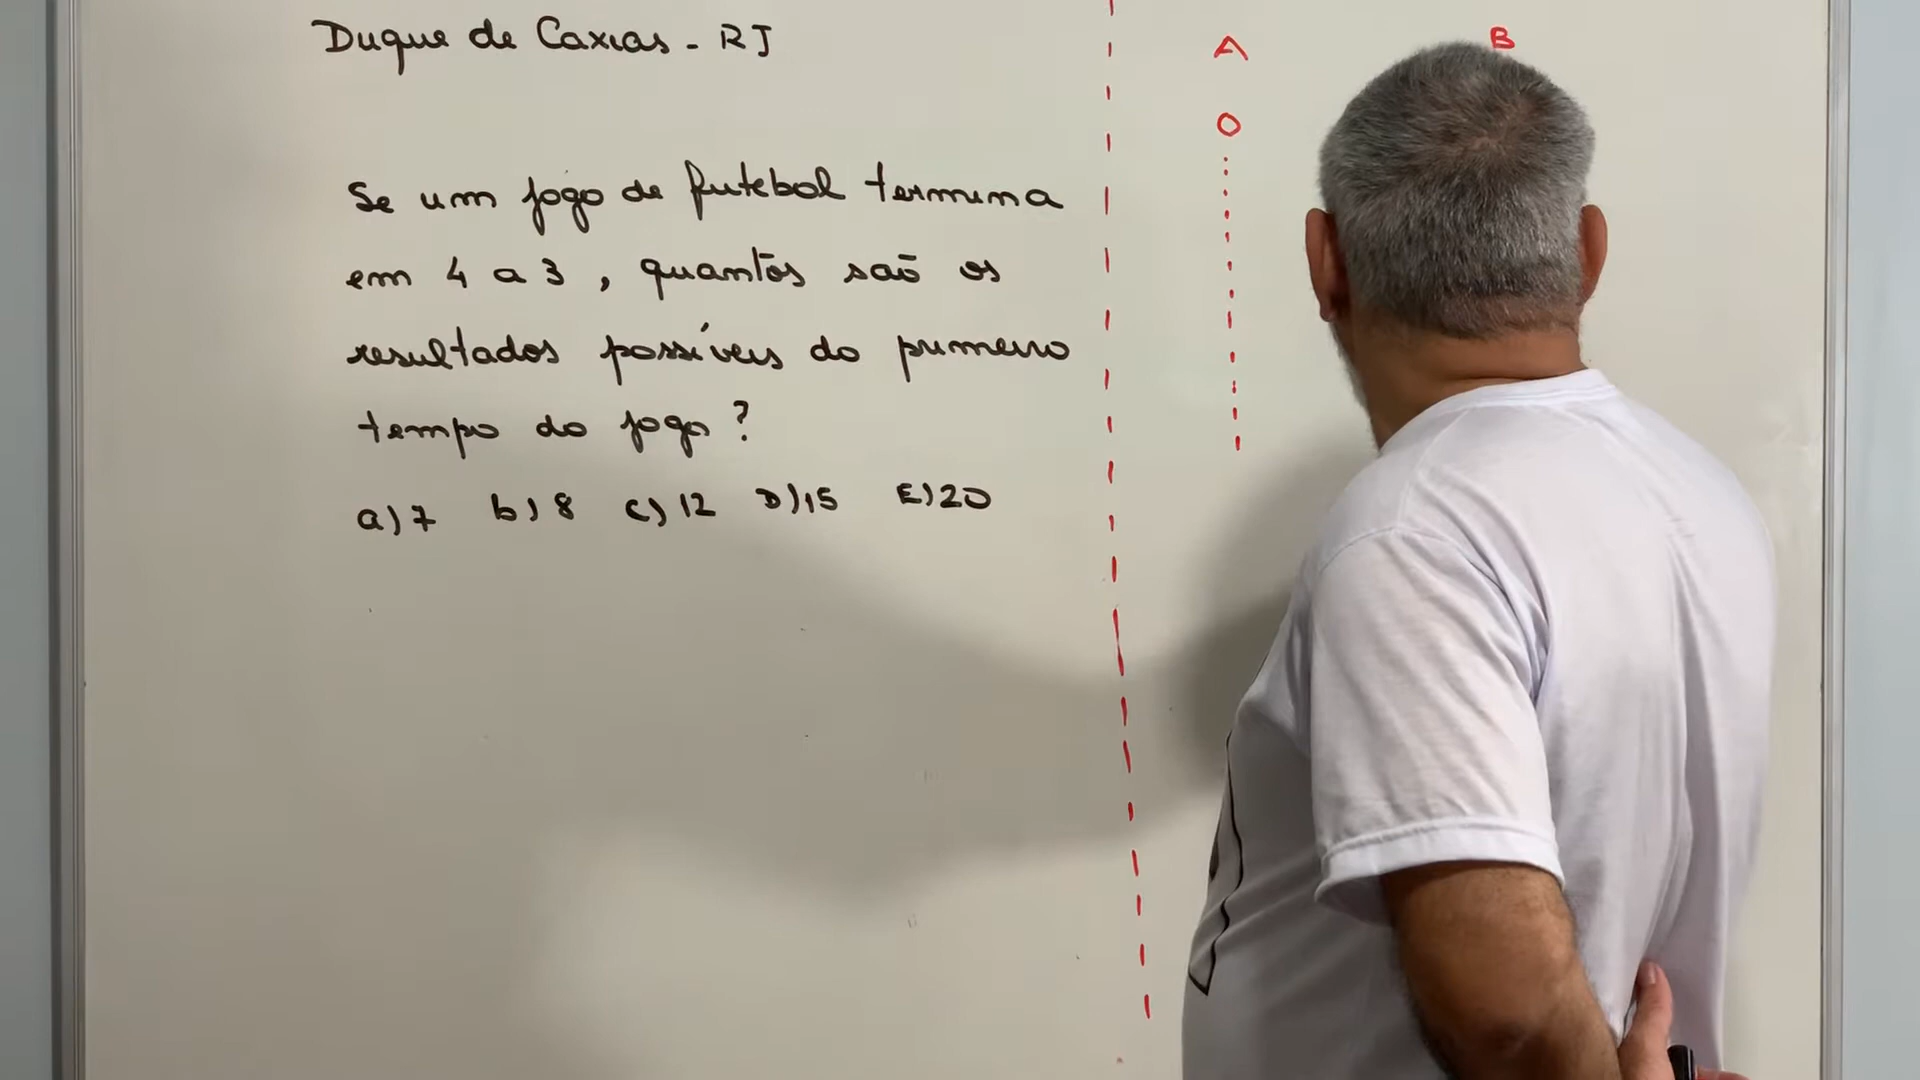 Duque de Caxias - RJ
Se um jogo de futebol termina
em 4 a 3, quantos são os
resultados possíveis do primeiro
tempo do jogo?
a) 7 b) 8 c) 12 D) 15 E) 20
A B
0